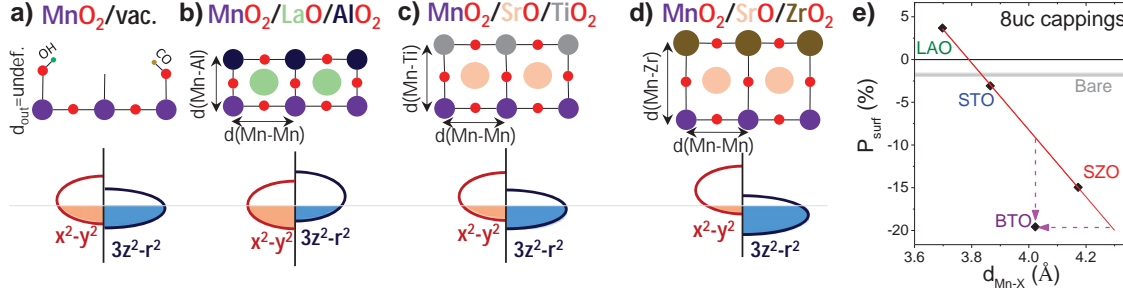 a) MnO2/vac.
OH
CO
dout=undef.
x²-y²
3z²-r²
b) MnO2/LaO/AlO2
d(Mn-Al)
d(Mn-Mn)
x²-y²
3z²-r²
c) MnO2/SrO/TiO2
d(Mn-Ti)
d(Mn-Mn)
x²-y²
3z²-r²
d) MnO2/SrO/ZrO2
d(Mn-Zr)
d(Mn-Mn)
x²-y²
3z²-r²
e)
8uc cappings
5
0
-5
-10
-15
-20
Psurf (%)
LAO
Bare
STO
SZO
BTO
3.6
3.8
4.0
4.2
dMn-X (Å)